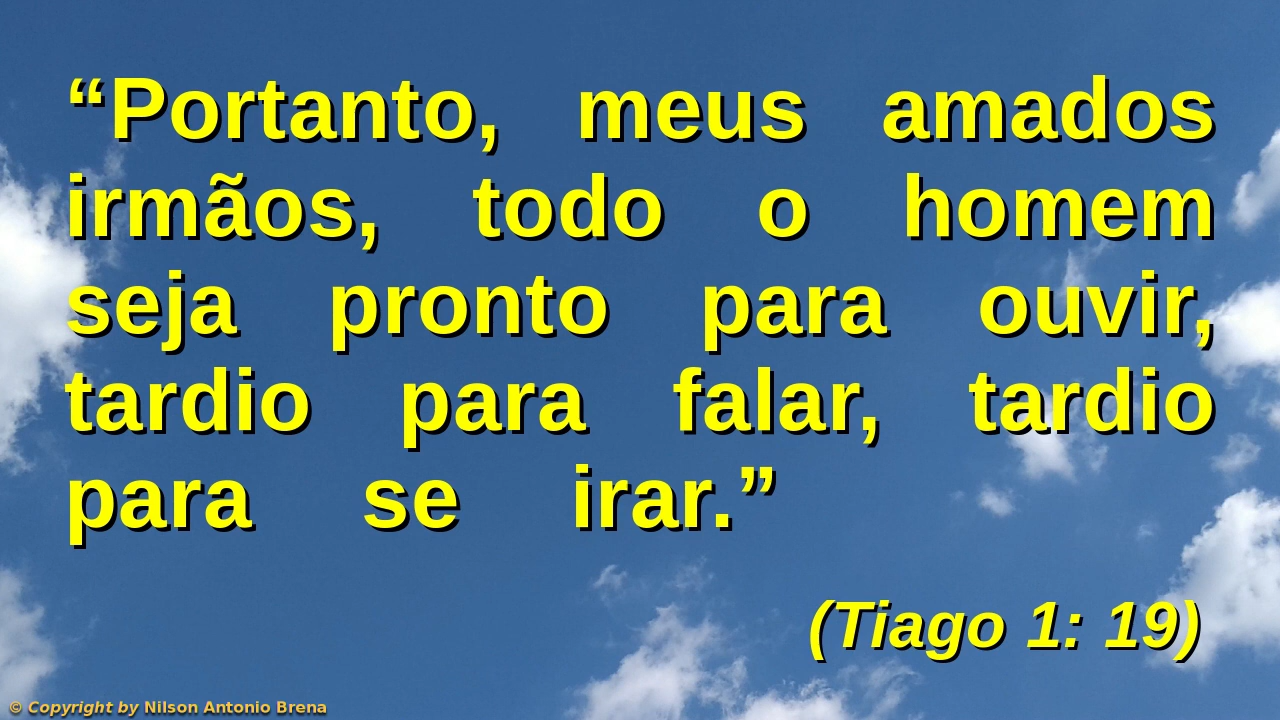 “Portanto, meus amados
irmãos, todo o homem
seja pronto para ouvir,
tardio para falar, tardio
para se irar.”
(Tiago 1: 19)
© Copyright by Nilson Antonio Brena